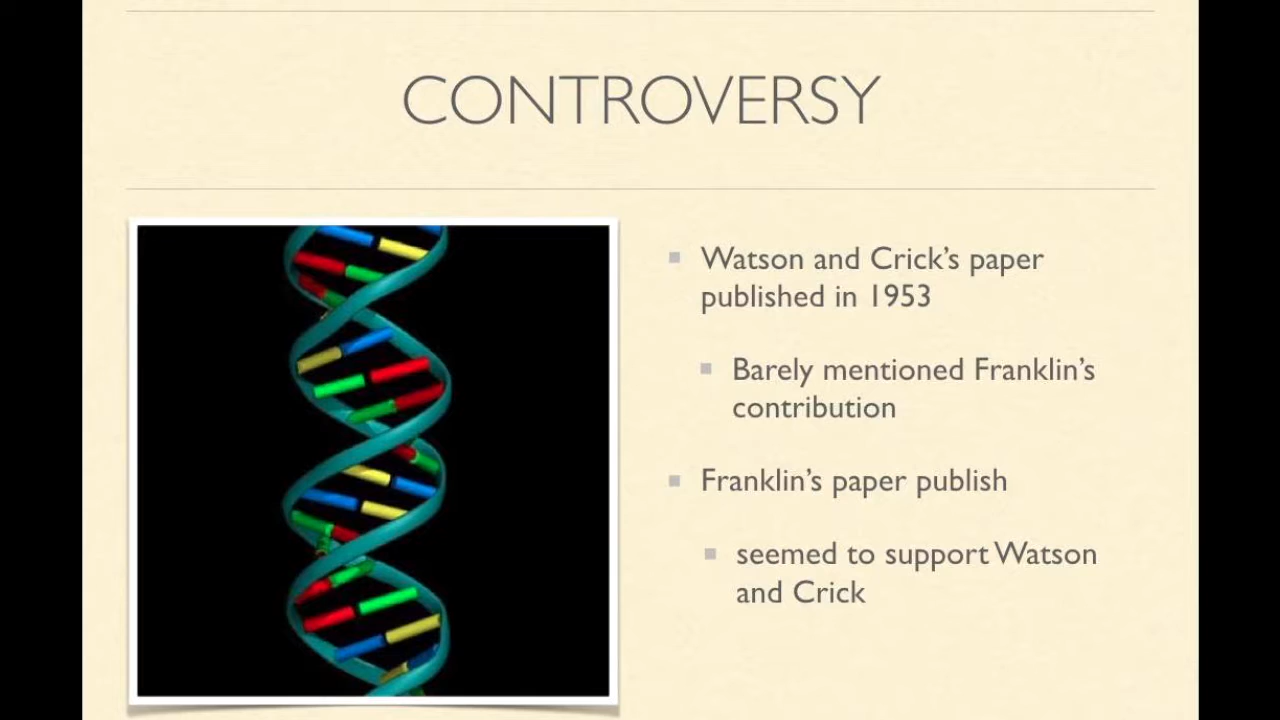 CONTROVERSY
Watson and Crick’s paper
published in 1953
Barely mentioned Franklin’s
contribution
Franklin’s paper publish
seemed to support Watson
and Crick